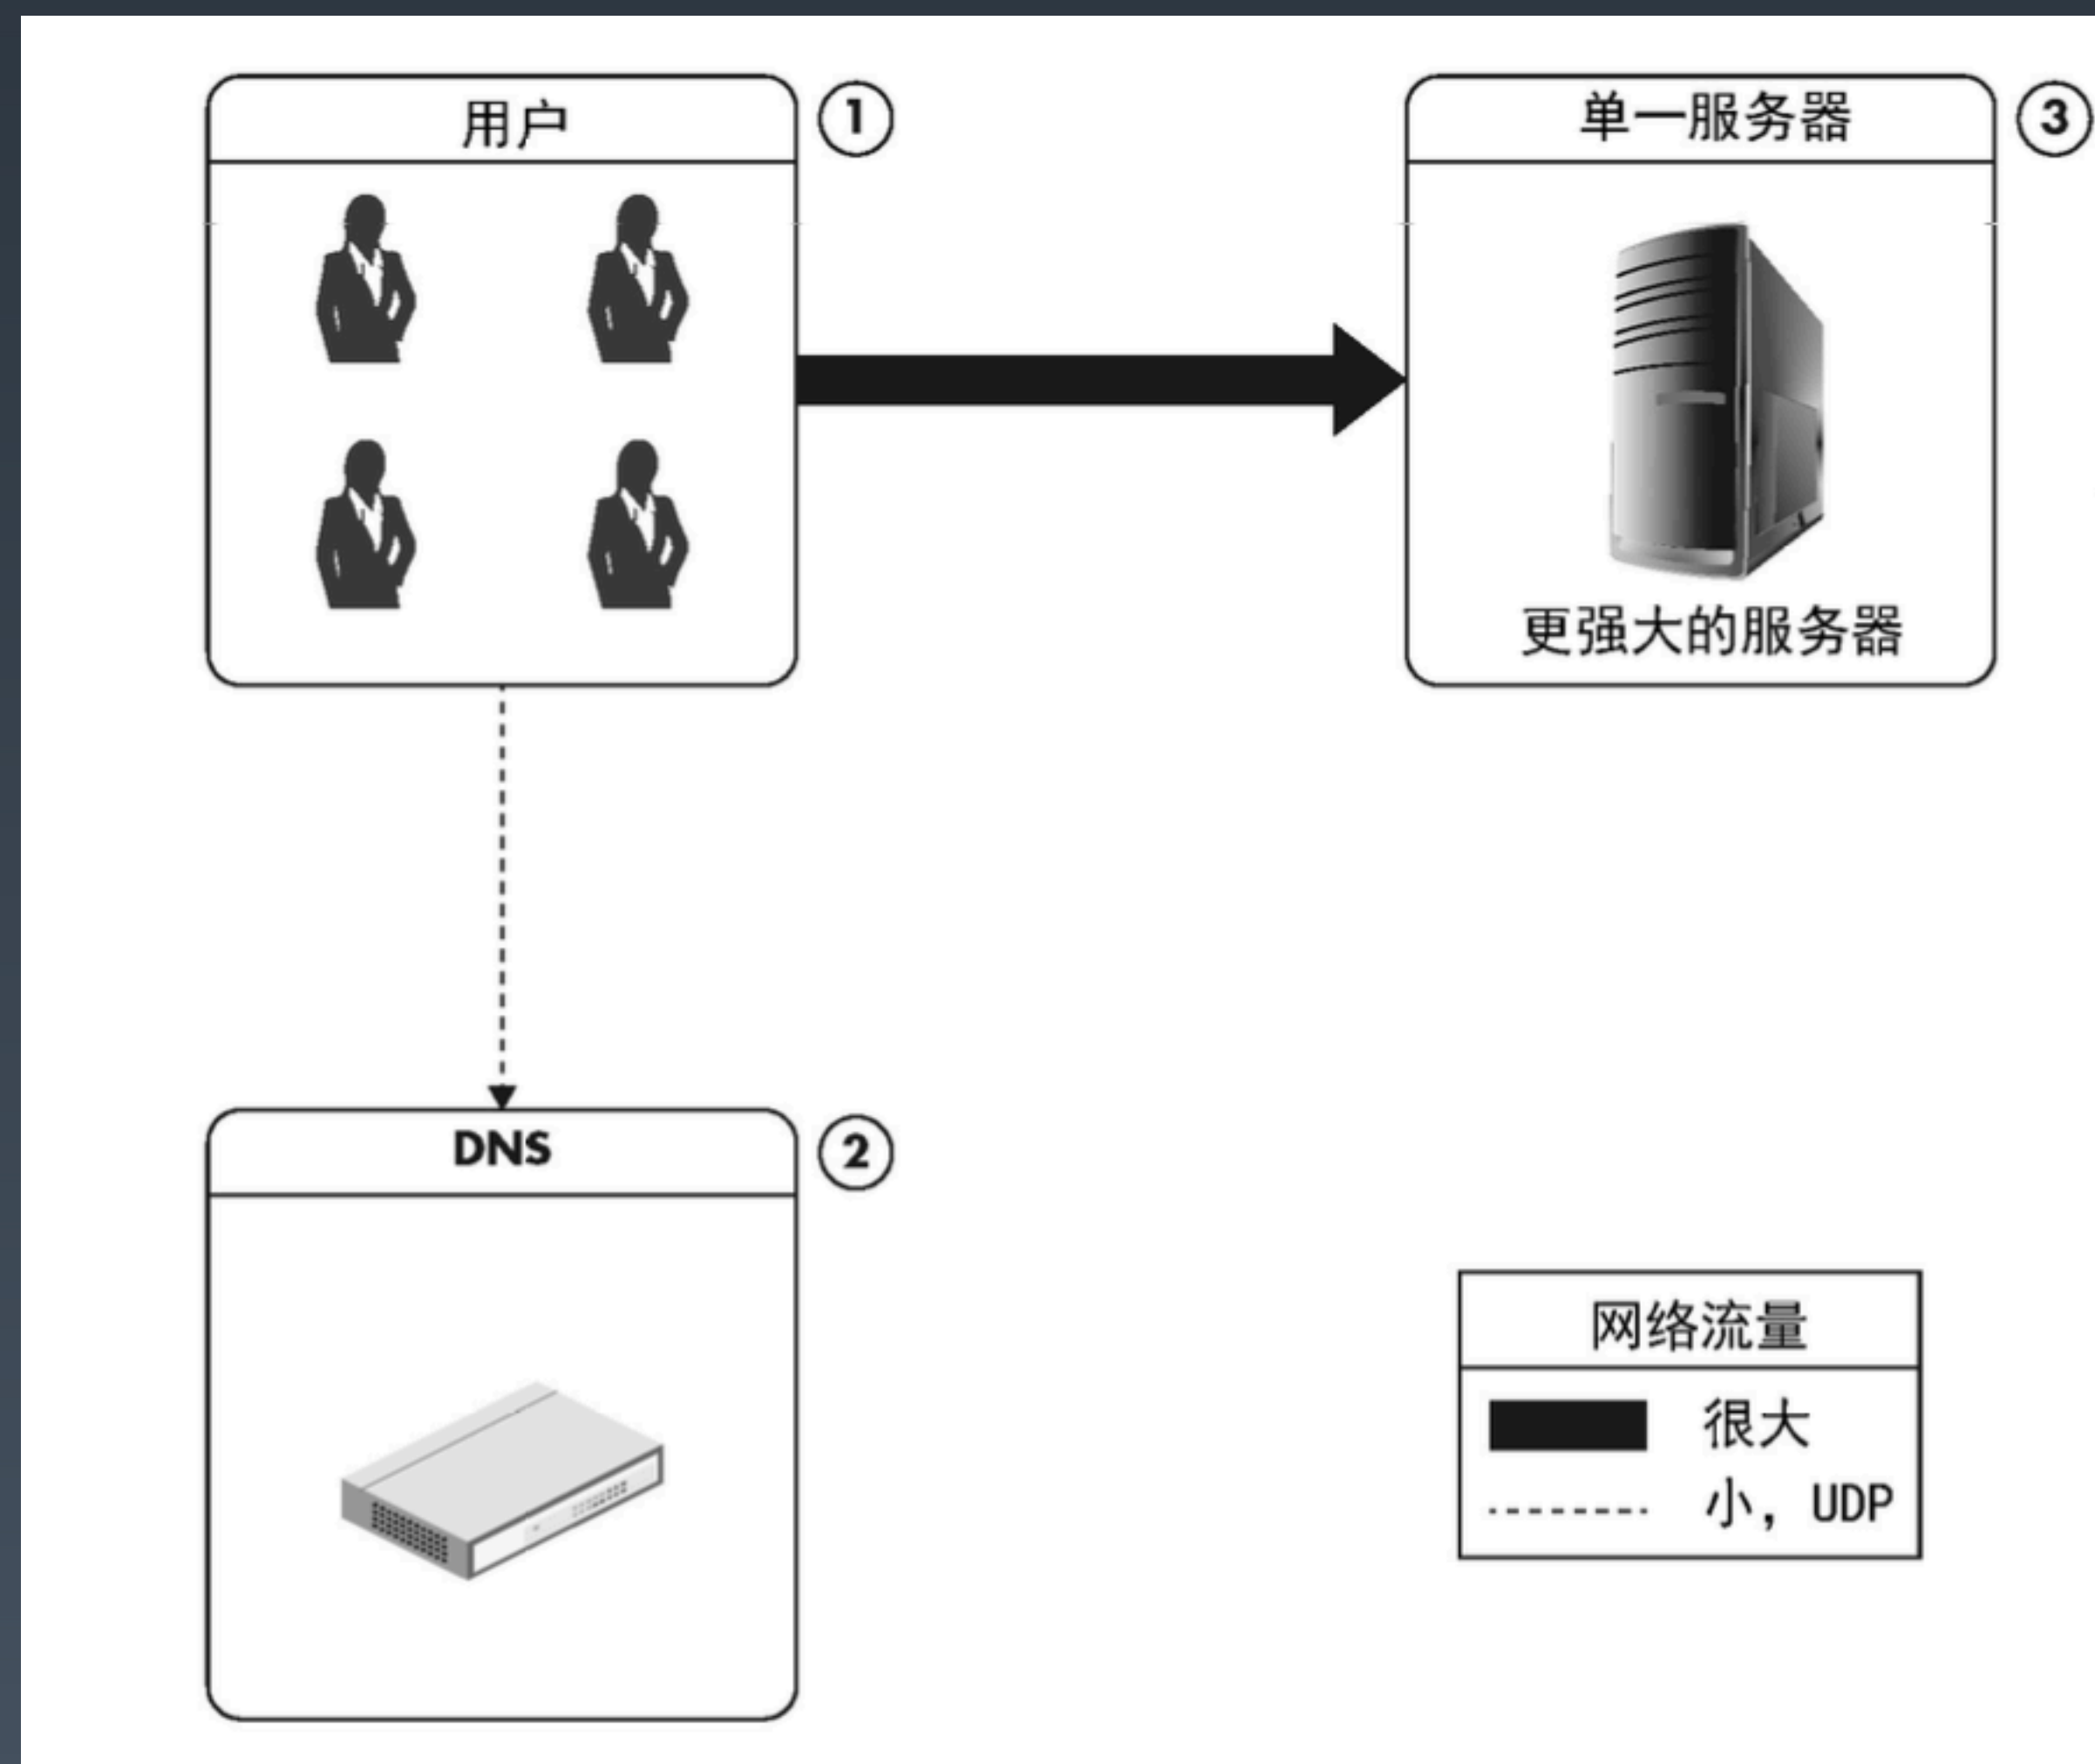 用户
①
单一服务器
③
更强大的服务器
DNS
②
网络流量
很大
小，UDP